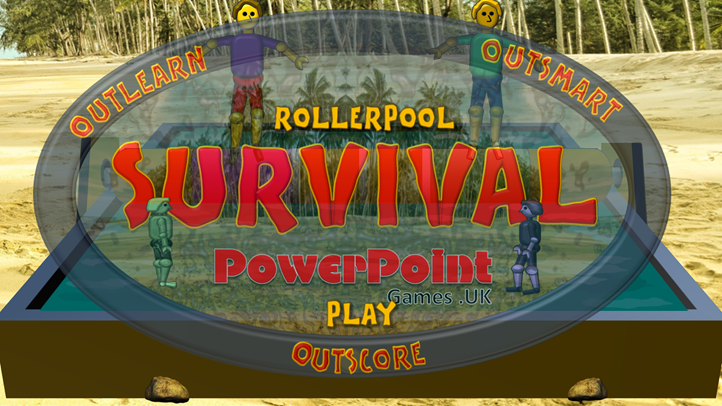 OUTLEARN
OUTSMART
ROLLERPOOL
SURVIVAL
PowerPoint
Games .UK
PLAY
OUTSCORE